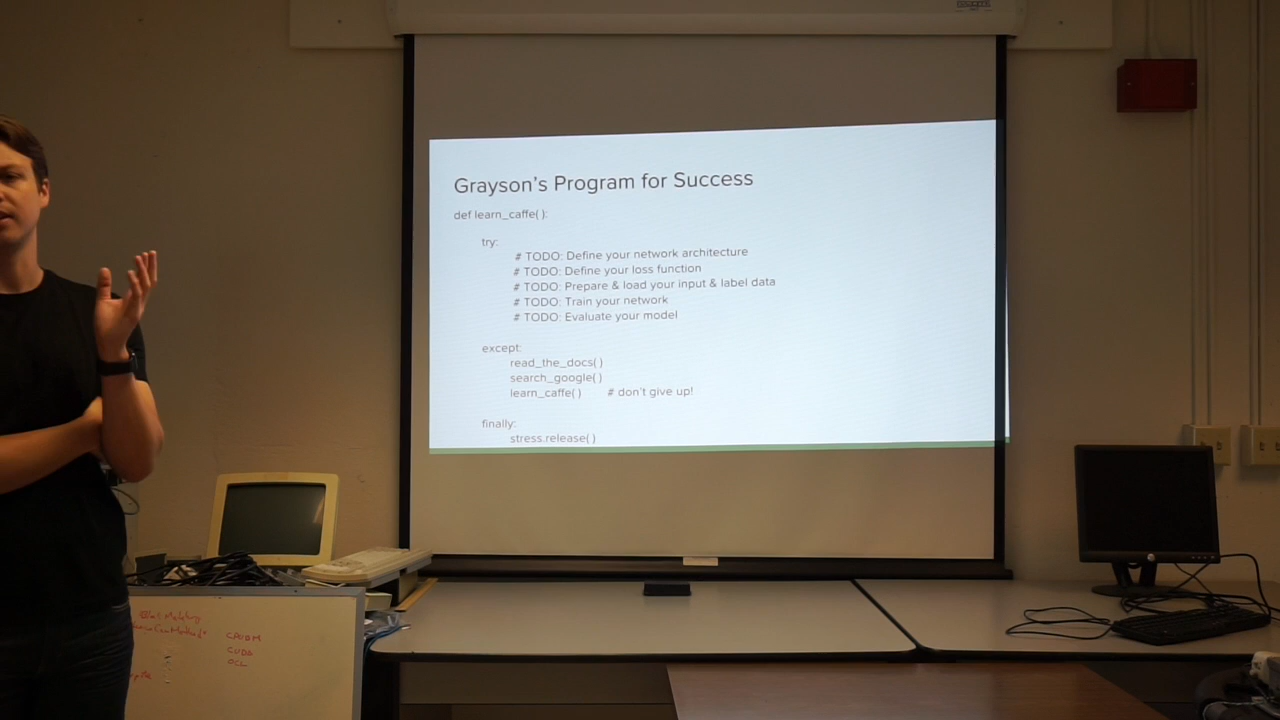 Grayson's Program for Success
def learn_caffe( ):
try:
# TODO: Define your network architecture
# TODO: Define your loss function
# TODO: Prepare & load your input & label data
# TODO: Train your network
# TODO: Evaluate your model
except:
read_the_docs( )
search_google( )
learn_caffe( ) # don't give up!
finally:
stress.release( )
CUDA
OCL